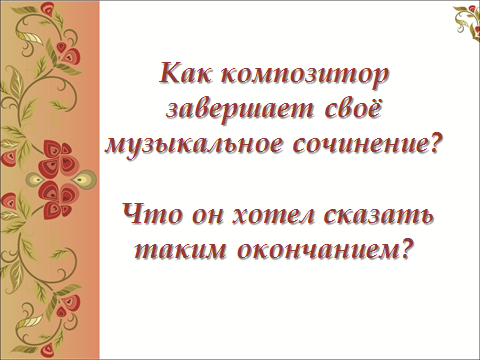 Как композитор
завершает своё
музыкальное сочинение?
Что он хотел сказать
таким окончанием?